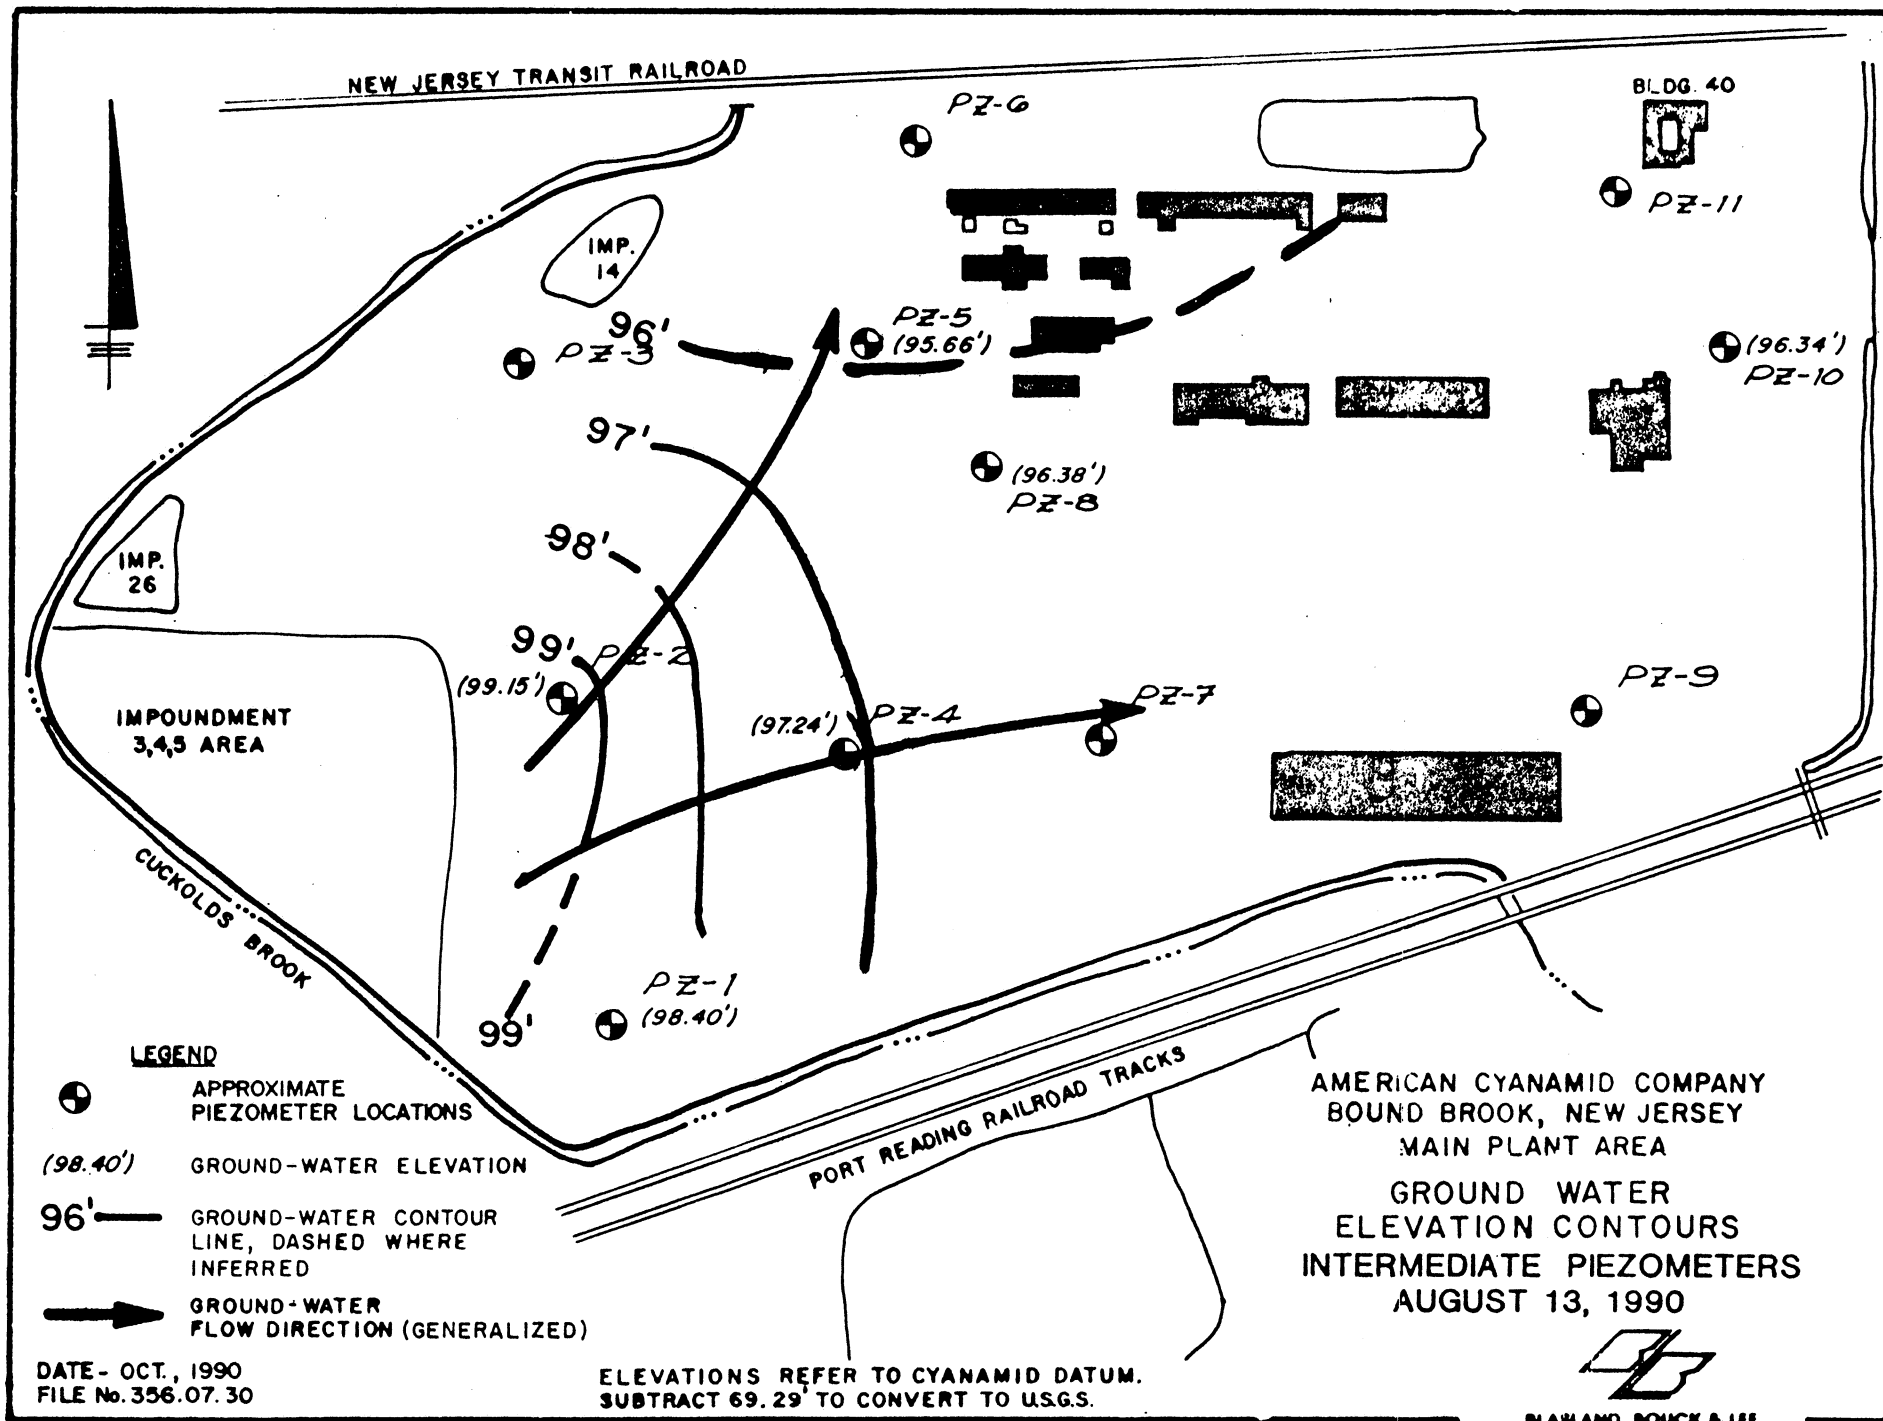 NEW JERSEY TRANSIT RAILROAD
BLDG. 40
PZ-6
PZ-11
IMP.
14
96'
PZ-3
PZ-5
(95.66')
(96.34')
PZ-10
97'
(96.38')
PZ-8
98'
IMP.
26
99'
PZ-2
(99.15')
IMPOUNDMENT
3,4,5 AREA
(97.24')
PZ-4
PZ-7
PZ-9
CUCKOLDS BROOK
PZ-1
(98.40')
99'
PORT READING RAILROAD TRACKS
LEGEND
APPROXIMATE
PIEZOMETER LOCATIONS
(98.40') GROUND-WATER ELEVATION
96' GROUND-WATER CONTOUR
LINE, DASHED WHERE
INFERRED
GROUND-WATER
FLOW DIRECTION (GENERALIZED)
DATE- OCT., 1990
FILE No. 356.07.30
ELEVATIONS REFER TO CYANAMID DATUM.
SUBTRACT 69.29' TO CONVERT TO U.S.G.S.
AMERICAN CYANAMID COMPANY
BOUND BROOK, NEW JERSEY
MAIN PLANT AREA
GROUND WATER
ELEVATION CONTOURS
INTERMEDIATE PIEZOMETERS
AUGUST 13, 1990